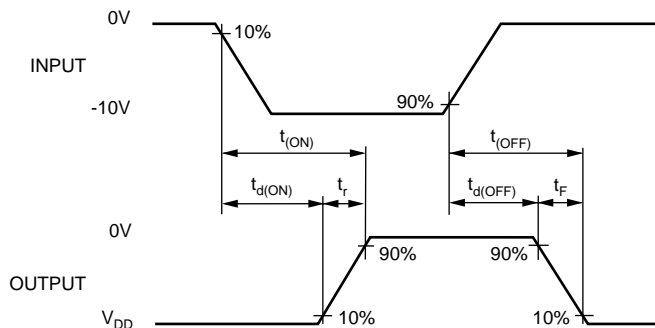 0V
10%
INPUT
-10V
90%
t(ON)
t(OFF)
td(ON)
tr
td(OFF)
tF
0V
90%
90%
OUTPUT
VDD
10%
10%